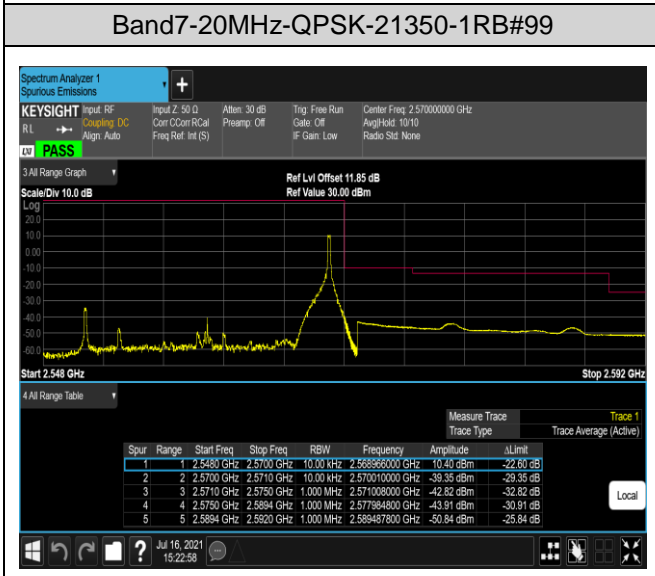 Band7-20MHz-QPSK-21350-1RB#99
Spectrum Analyzer 1
Spurious Emissions
+
KEYSIGHT Input: RF Input Z: 50 Ω Atten: 30 dB Trig: Free Run Center Freq: 2.570000000 GHz
RL Coupling: DC Corr CCorr RCal Preamp: Off Gate: Off Avg|Hold: 10/10
Align: Auto Freq Ref: Int (S) IF Gain: Low Radio Std: None
LXI PASS
3 All Range Graph
Ref Lvl Offset 11.85 dB
Scale/Div 10.0 dB Ref Value 30.00 dBm
Log
20.0
10.0
0.00
-10.0
-20.0
-30.0
-40.0
-50.0
-60.0
Start 2.548 GHz Stop 2.592 GHz
4 All Range Table
Measure Trace Trace 1
Trace Type Trace Average (Active)
Spur Range Start Freq Stop Freq RBW Frequency Amplitude ΔLimit
1 1 2.5480 GHz 2.5700 GHz 10.00 kHz 2.568966000 GHz 10.40 dBm -22.60 dB
2 2 2.5700 GHz 2.5710 GHz 10.00 kHz 2.570010000 GHz -39.35 dBm -29.35 dB
3 3 2.5710 GHz 2.5750 GHz 1.000 MHz 2.571008000 GHz -42.82 dBm -32.82 dB
4 4 2.5750 GHz 2.5894 GHz 1.000 MHz 2.577984800 GHz -43.91 dBm -30.91 dB
5 5 2.5894 GHz 2.5920 GHz 1.000 MHz 2.589487800 GHz -50.84 dBm -25.84 dB
Local
? Jul 16, 2021
15:22:58